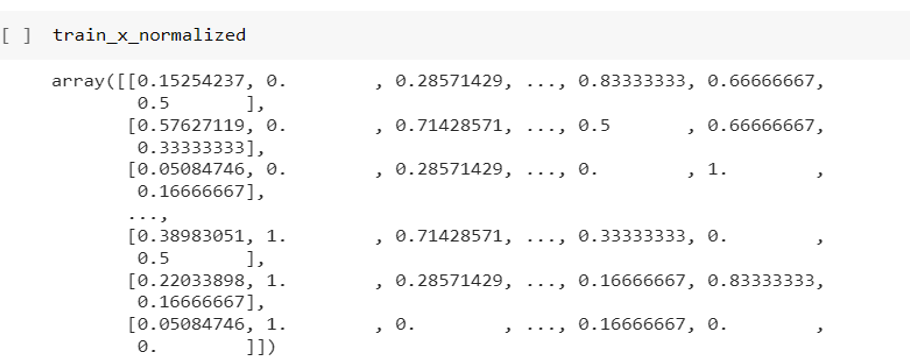 [ ] train_x_normalized
array([[0.15254237, 0.        , 0.28571429, ..., 0.83333333, 0.66666667,
        0.5       ],
       [0.57627119, 0.        , 0.71428571, ..., 0.5       , 0.66666667,
        0.33333333],
       [0.05084746, 0.        , 0.28571429, ..., 0.        , 1.        ,
        0.16666667],
       ...,
       [0.38983051, 1.        , 0.71428571, ..., 0.33333333, 0.        ,
        0.5       ],
       [0.22033898, 1.        , 0.28571429, ..., 0.16666667, 0.83333333,
        0.16666667],
       [0.05084746, 1.        , 0.        , ..., 0.16666667, 0.        ,
        0.        ]])